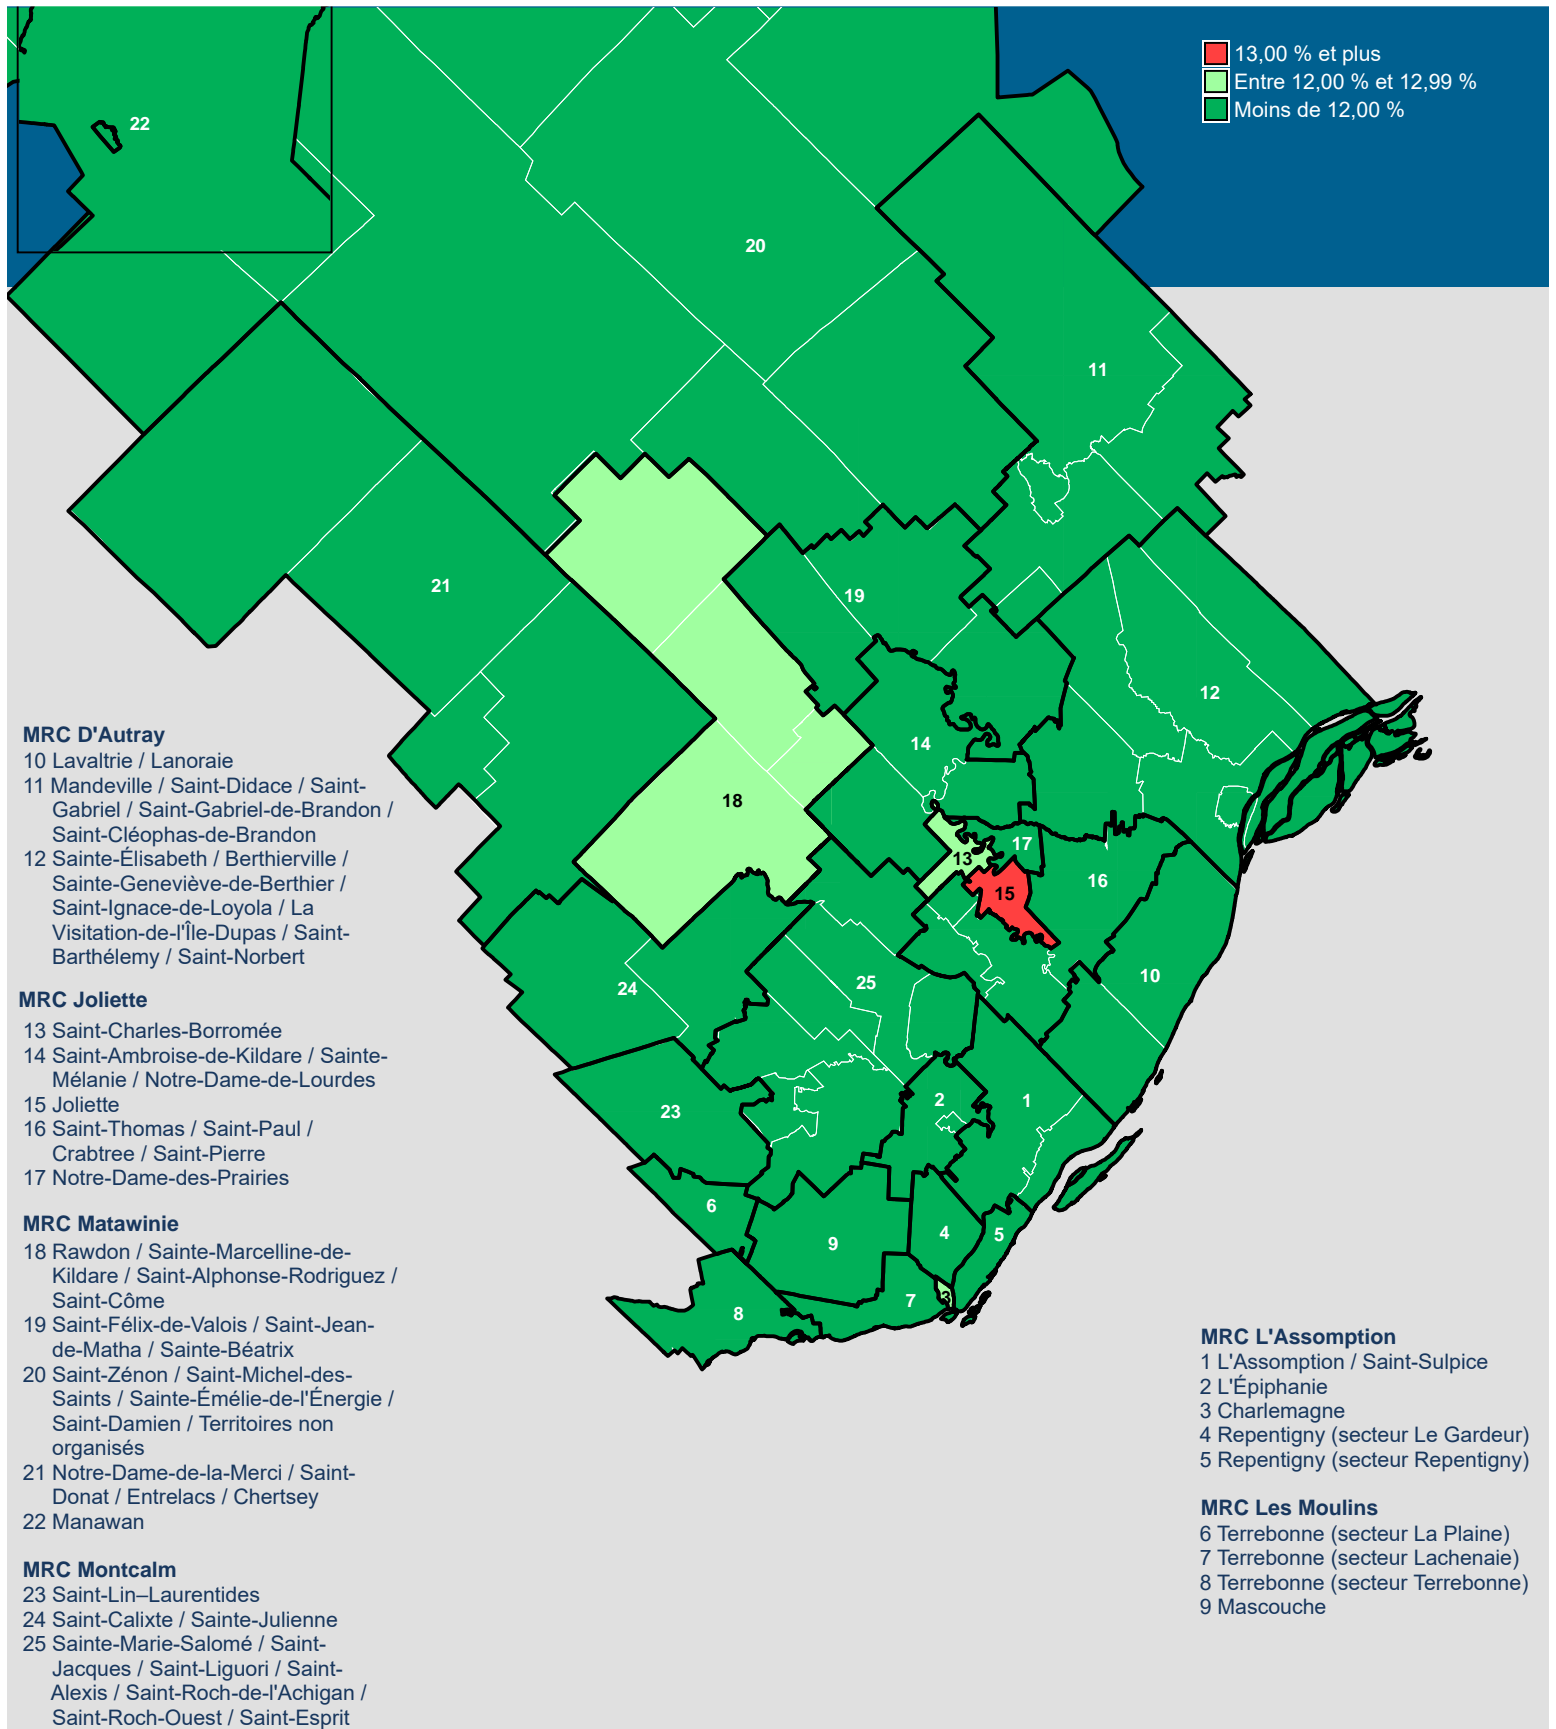 13,00 % et plus
Entre 12,00 % et 12,99 %
Moins de 12,00 %
22
20
11
21
19
12
14
18
17
13
16
15
10
25
24
2
1
23
6
4
5
9
3
7
8
MRC D'Autray
10 Lavaltrie / Lanoraie
11 Mandeville / Saint-Didace / Saint-
Gabriel / Saint-Gabriel-de-Brandon /
Saint-Cléophas-de-Brandon
12 Sainte-Élisabeth / Berthierville /
Sainte-Geneviève-de-Berthier /
Saint-Ignace-de-Loyola / La
Visitation-de-l'Île-Dupas / Saint-
Barthélemy / Saint-Norbert
MRC Joliette
13 Saint-Charles-Borromée
14 Saint-Ambroise-de-Kildare / Sainte-
Mélanie / Notre-Dame-de-Lourdes
15 Joliette
16 Saint-Thomas / Saint-Paul /
Crabtree / Saint-Pierre
17 Notre-Dame-des-Prairies
MRC Matawinie
18 Rawdon / Sainte-Marcelline-de-
Kildare / Saint-Alphonse-Rodriguez /
Saint-Côme
19 Saint-Félix-de-Valois / Saint-Jean-
de-Matha / Sainte-Béatrix
20 Saint-Zénon / Saint-Michel-des-
Saints / Sainte-Émélie-de-l'Énergie /
Saint-Damien / Territoires non
organisés
21 Notre-Dame-de-la-Merci / Saint-
Donat / Entrelacs / Chertsey
22 Manawan
MRC Montcalm
23 Saint-Lin–Laurentides
24 Saint-Calixte / Sainte-Julienne
25 Sainte-Marie-Salomé / Saint-
Jacques / Saint-Liguori / Saint-
Alexis / Saint-Roch-de-l'Achigan /
Saint-Roch-Ouest / Saint-Esprit
MRC L'Assomption
1 L'Assomption / Saint-Sulpice
2 L'Épiphanie
3 Charlemagne
4 Repentigny (secteur Le Gardeur)
5 Repentigny (secteur Repentigny)
MRC Les Moulins
6 Terrebonne (secteur La Plaine)
7 Terrebonne (secteur Lachenaie)
8 Terrebonne (secteur Terrebonne)
9 Mascouche